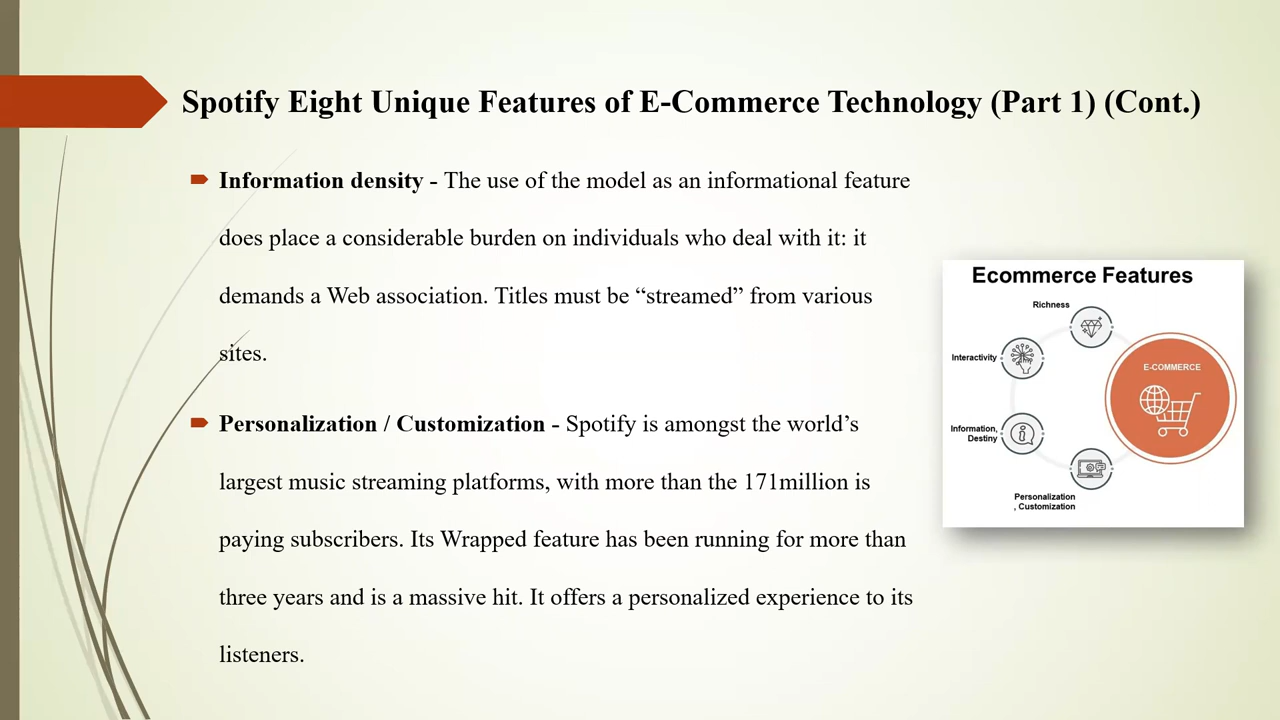 Spotify Eight Unique Features of E-Commerce Technology (Part 1) (Cont.)
Information density - The use of the model as an informational feature
does place a considerable burden on individuals who deal with it: it
demands a Web association. Titles must be “streamed” from various
sites.
Personalization / Customization - Spotify is amongst the world’s
largest music streaming platforms, with more than the 171million is
paying subscribers. Its Wrapped feature has been running for more than
three years and is a massive hit. It offers a personalized experience to its
listeners.
Ecommerce Features
Richness
Interactivity
E-COMMERCE
Information,
Destiny
Personalization
, Customization